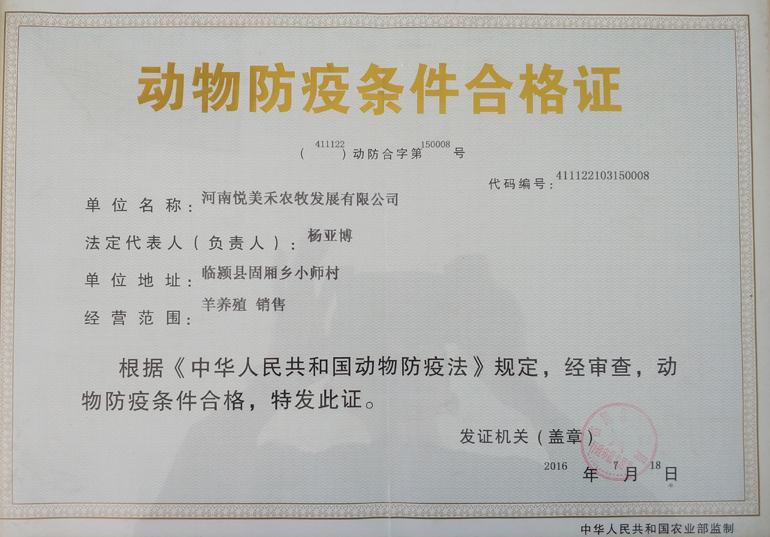 动物防疫条件合格证
（411122）动防合字第150008号
代码编号：411122103150008
单位名称：河南悦美禾农牧发展有限公司
法定代表人（负责人）：杨亚博
单位地址：临颍县固厢乡小师村
经营范围：羊养殖 销售
根据《中华人民共和国动物防疫法》规定，经审查，动
物防疫条件合格，特发此证。
发证机关（盖章）
2016年7月18日
中华人民共和国农业部监制